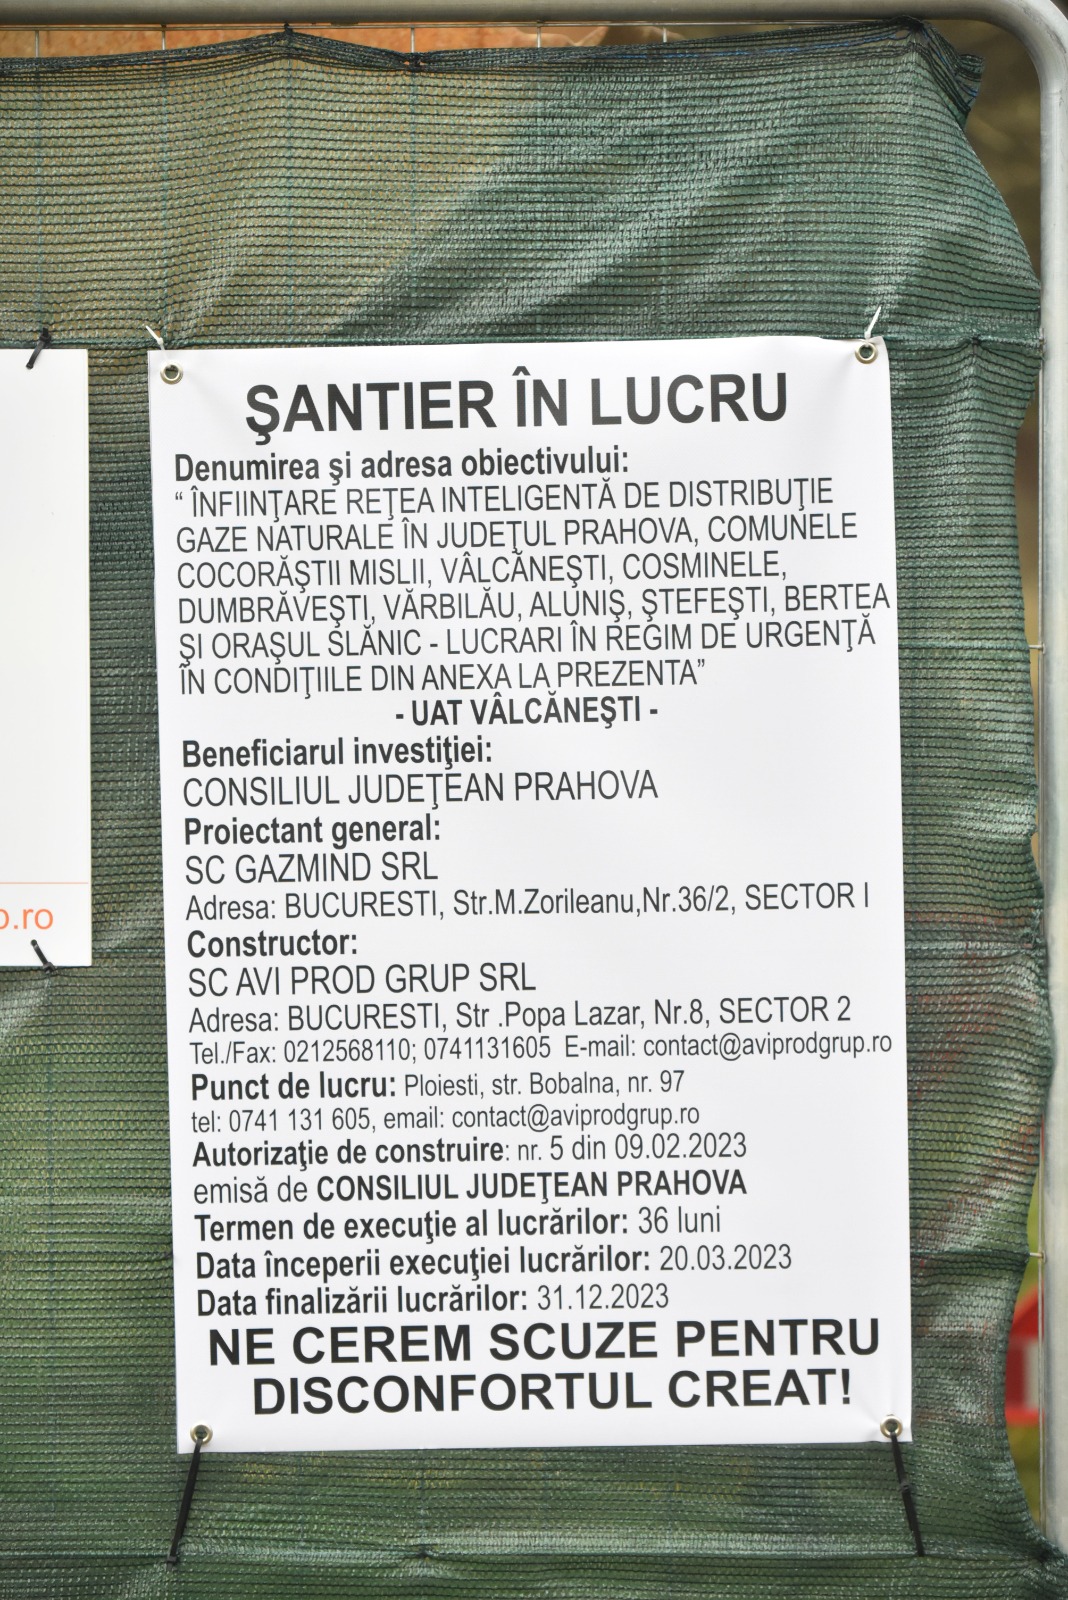 ŞANTIER ÎN LUCRU
Denumirea şi adresa obiectivului:
“ ÎNFIINŢARE REŢEA INTELIGENTĂ DE DISTRIBUŢIE
GAZE NATURALE ÎN JUDEŢUL PRAHOVA, COMUNELE
COCORĂŞTII MISLII, VÂLCĂNEŞTI, COSMINELE,
DUMBRĂVEŞTI, VĂRBILĂU, ALUNIŞ, ŞTEFEŞTI, BERTEA
ŞI ORAŞUL SLĂNIC - LUCRARI ÎN REGIM DE URGENŢĂ
ÎN CONDIŢIILE DIN ANEXA LA PREZENTA”
- UAT VÂLCĂNEŞTI -
Beneficiarul investiţiei:
CONSILIUL JUDEŢEAN PRAHOVA
Proiectant general:
SC GAZMIND SRL
Adresa: BUCURESTI, Str.M.Zorileanu,Nr.36/2, SECTOR I
Constructor:
SC AVI PROD GRUP SRL
Adresa: BUCURESTI, Str .Popa Lazar, Nr.8, SECTOR 2
Tel./Fax: 0212568110; 0741131605 E-mail: contact@aviprodgrup.ro
Punct de lucru: Ploiesti, str. Bobalna, nr. 97
tel: 0741 131 605, email: contact@aviprodgrup.ro
Autorizaţie de construire: nr. 5 din 09.02.2023
emisă de CONSILIUL JUDEŢEAN PRAHOVA
Termen de execuţie al lucrărilor: 36 luni
Data începerii execuţiei lucrărilor: 20.03.2023
Data finalizării lucrărilor: 31.12.2023
NE CEREM SCUZE PENTRU
DISCONFORTUL CREAT!